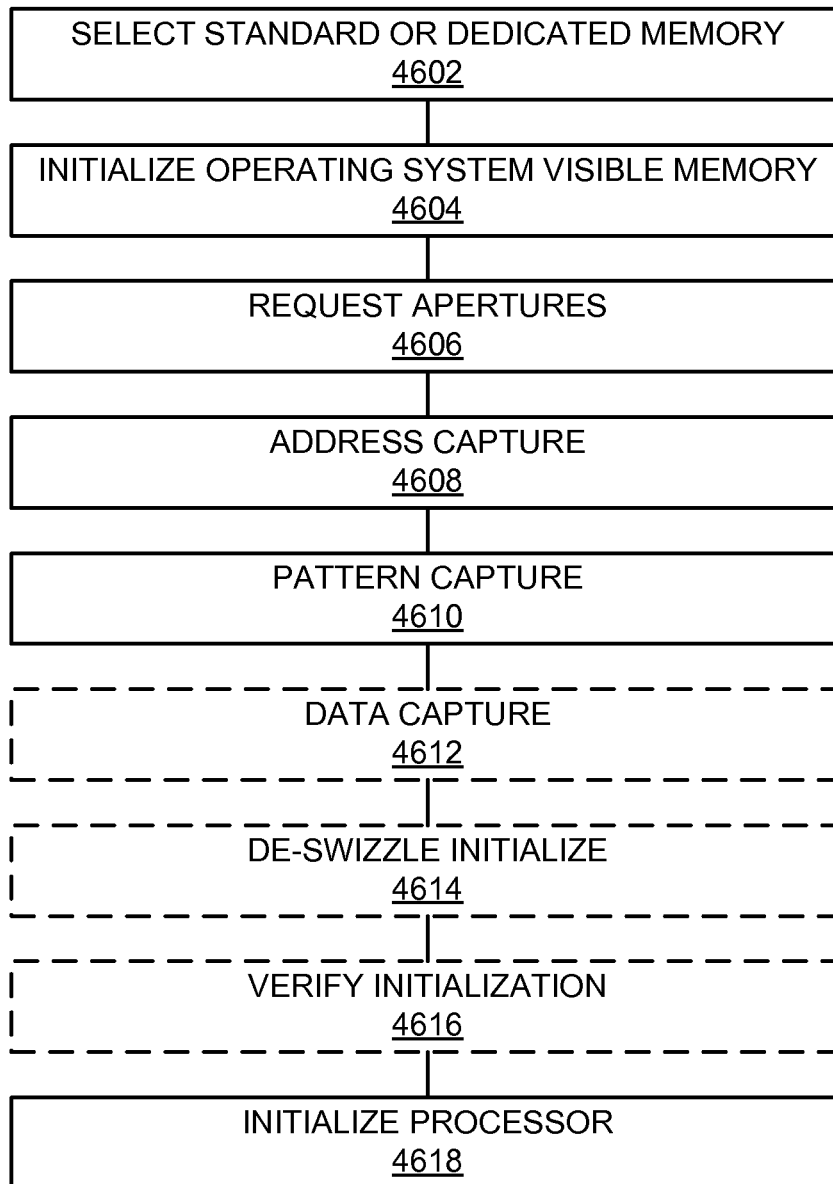 SELECT STANDARD OR DEDICATED MEMORY
4602
INITIALIZE OPERATING SYSTEM VISIBLE MEMORY
4604
REQUEST APERTURES
4606
ADDRESS CAPTURE
4608
PATTERN CAPTURE
4610
DATA CAPTURE
4612
DE-SWIZZLE INITIALIZE
4614
VERIFY INITIALIZATION
4616
INITIALIZE PROCESSOR
4618